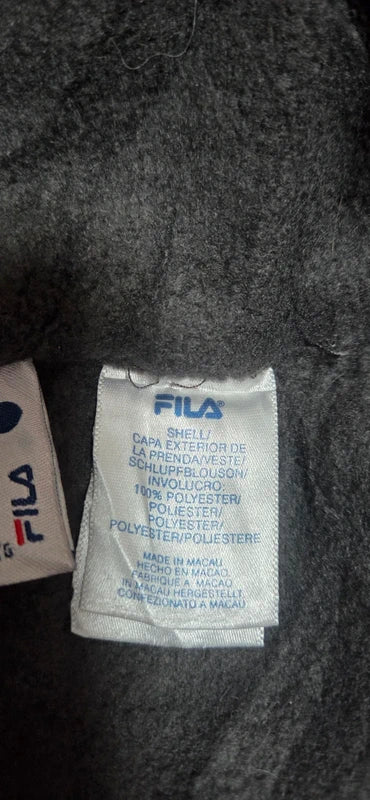 FILA®
SHELL/
CAPA EXTERIOR DE
LA PRENDA/VESTE/
SCHLUPFBLOUSON/
INVOLUCRO:
100% POLYESTER/
POLIESTER/
POLYESTER/
POLYESTER/POLIESTERE
MADE IN MACAU
HECHO EN MACAO.
FABRIQUE A MACAO
IN MACAU HERGESTELLT.
CONFEZIONATO A MACAU
FILA